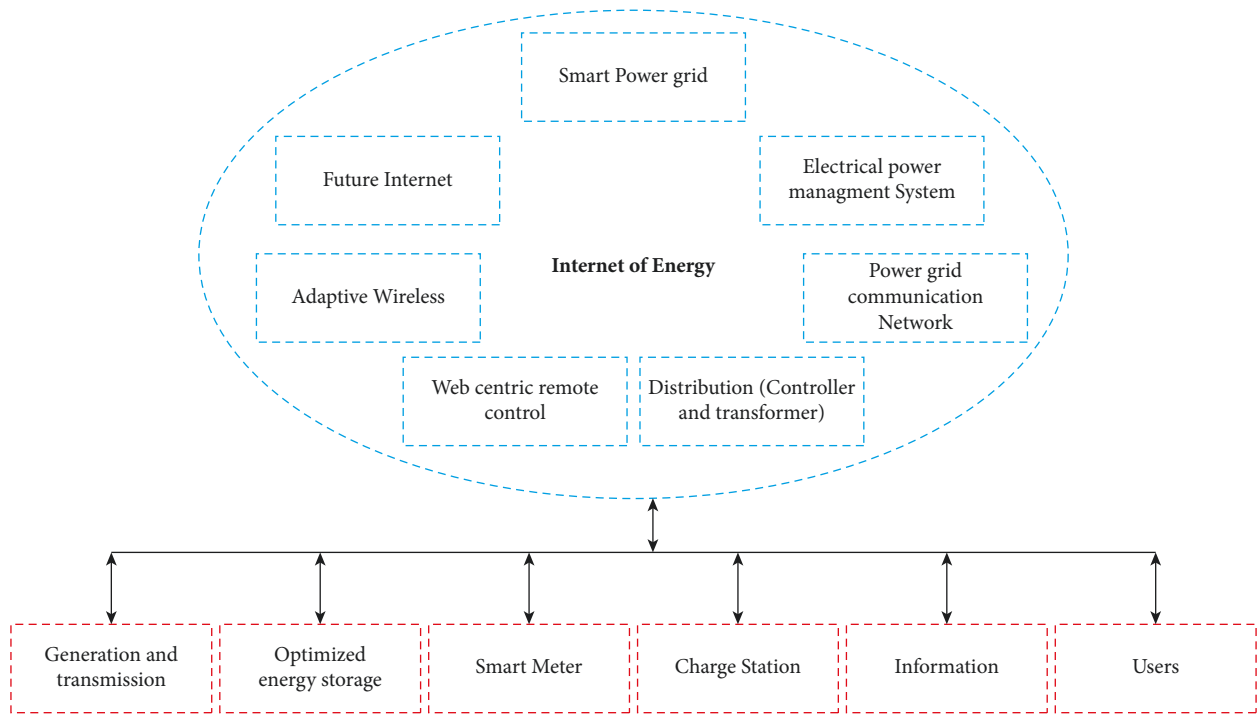 Smart Power grid
Future Internet
Electrical power
managment System
Internet of Energy
Adaptive Wireless
Power grid
communication
Network
Web centric remote
control
Distribution (Controller
and transformer)
Generation and
transmission
Optimized
energy storage
Smart Meter
Charge Station
Information
Users